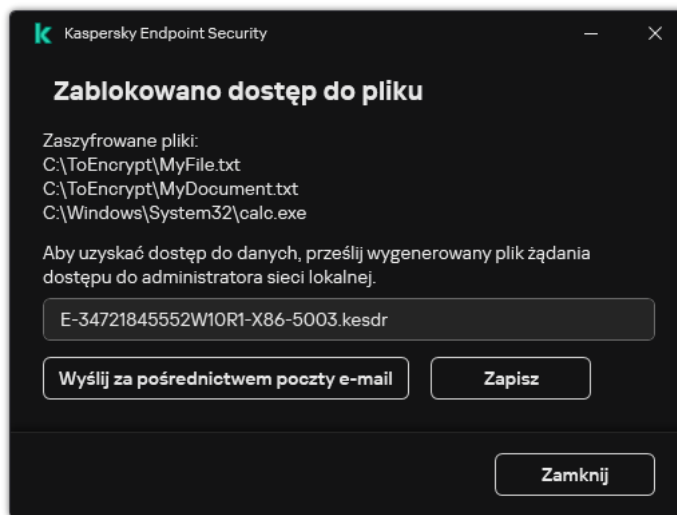 Kaspersky Endpoint Security
Zablokowano dostęp do pliku
Zaszyfrowane pliki:
C:\ToEncrypt\MyFile.txt
C:\ToEncrypt\MyDocument.txt
C:\Windows\System32\calc.exe
Aby uzyskać dostęp do danych, prześlij wygenerowany plik żądania
dostępu do administratora sieci lokalnej.
E-34721845552W10R1-X86-5003.kesdr
Wyślij za pośrednictwem poczty e-mail
Zapisz
Zamknij